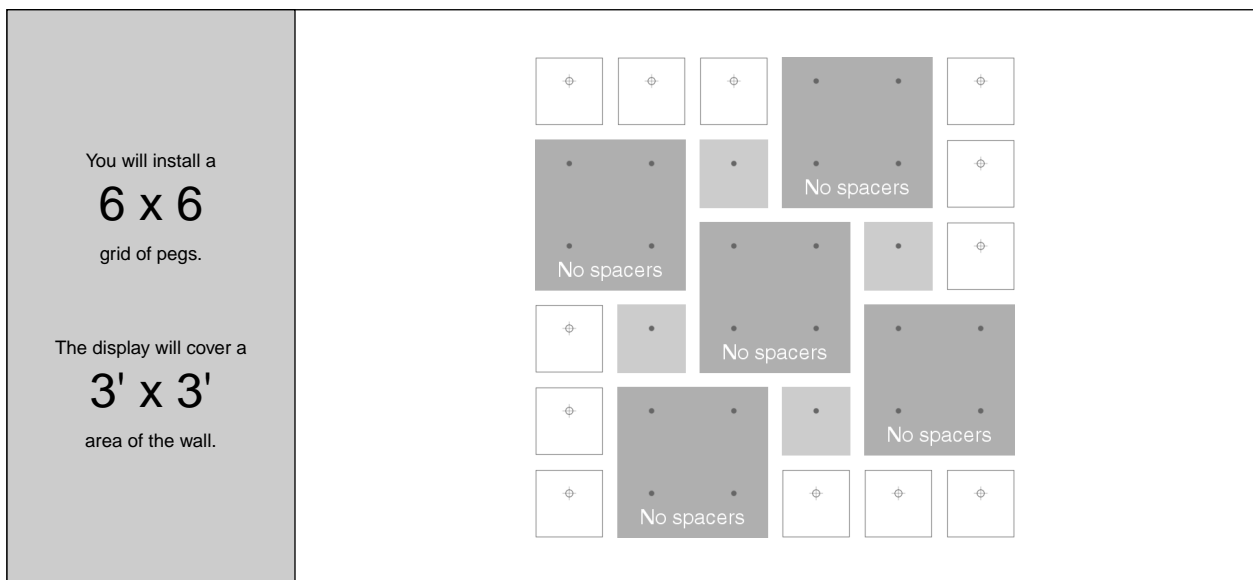 You will install a
6 x 6
grid of pegs.
The display will cover a
3' x 3'
area of the wall.
No spacers
No spacers
No spacers
No spacers
No spacers